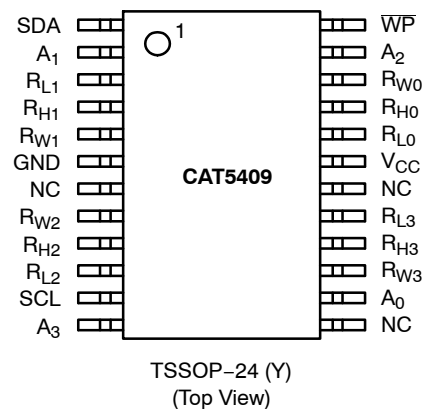 SDA 1 W̅P̅
A1 A2
RL1 RW0
RH1 RH0
RW1 RL0
GND VCC
NC CAT5409 NC
RW2 RL3
RH2 RH3
RL2 RW3
SCL A0
A3 NC
TSSOP–24 (Y)
(Top View)